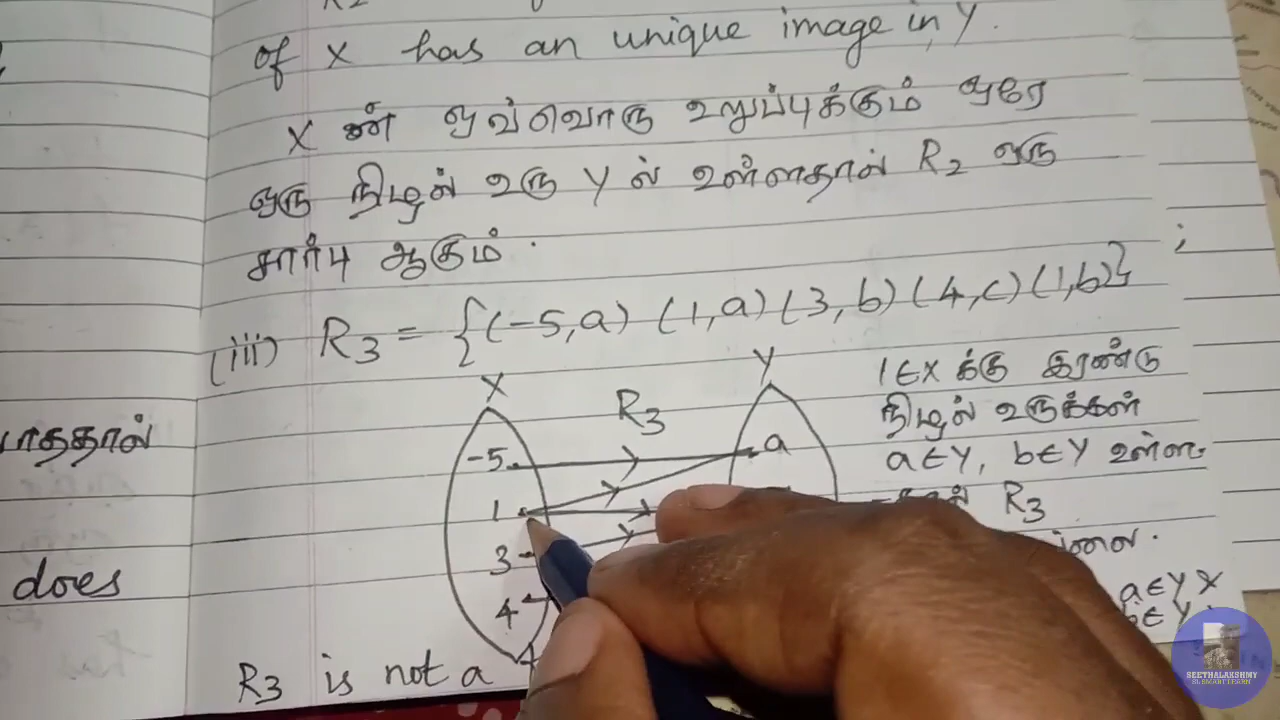 of X has an unique image in Y.
X ன் ஒவ்வொரு உறுப்புக்கும் ஒரே
ஒரு நிழல் உரு Y ல் உள்ளதால் R2 ஒரு
சார்பு ஆகும்.
(iii) R3 = {(-5,a) (1,a) (3,b) (4,c) (1,b)} ;
X
R3
Y
-5
a
1
3
4
1∈X க்கு இரண்டு
நிழல் உருக்கள்
a∈Y, b∈Y உள்ள-
R3
a∈Y X
b∈Y
R3 is not a
does
SEETHALAKSHMY